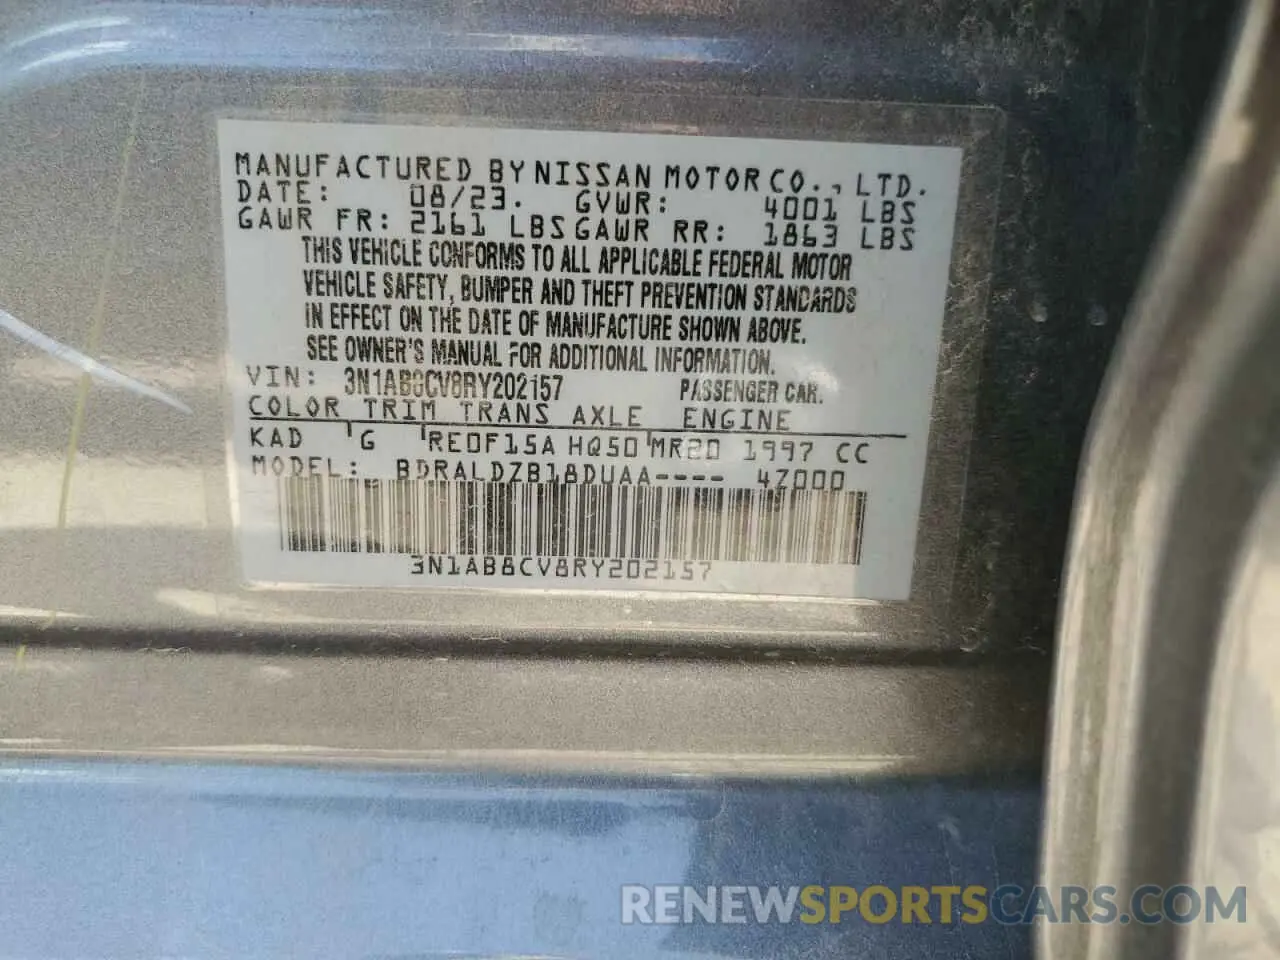 MANUFACTURED BY NISSAN MOTOR CO., LTD.
DATE: 08/23. GVWR: 4001 LBS
GAWR FR: 2161 LBS GAWR RR: 1863 LBS
THIS VEHICLE CONFORMS TO ALL APPLICABLE FEDERAL MOTOR
VEHICLE SAFETY, BUMPER AND THEFT PREVENTION STANDARDS
IN EFFECT ON THE DATE OF MANUFACTURE SHOWN ABOVE.
SEE OWNER'S MANUAL FOR ADDITIONAL INFORMATION.
VIN: 3N1AB8CV8RY202157 PASSENGER CAR.
COLOR TRIM TRANS AXLE ENGINE
KAD G RE0F15A HQ50 MR20 1997 CC
MODEL: BDRALDZB18DUAA---- 4Z000
3N1AB8CV8RY202157
RENEWSPORTSCARS.COM